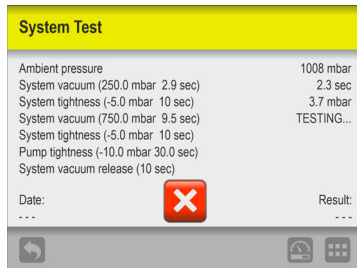 System Test
Ambient pressure 1008 mbar
System vacuum (250.0 mbar 2.9 sec) 2.3 sec
System tightness (-5.0 mbar 10 sec) 3.7 mbar
System vacuum (750.0 mbar 9.5 sec) TESTING...
System tightness (-5.0 mbar 10 sec)
Pump tightness (-10.0 mbar 30.0 sec)
System vacuum release (10 sec)
Date: Result:
- - - - - -